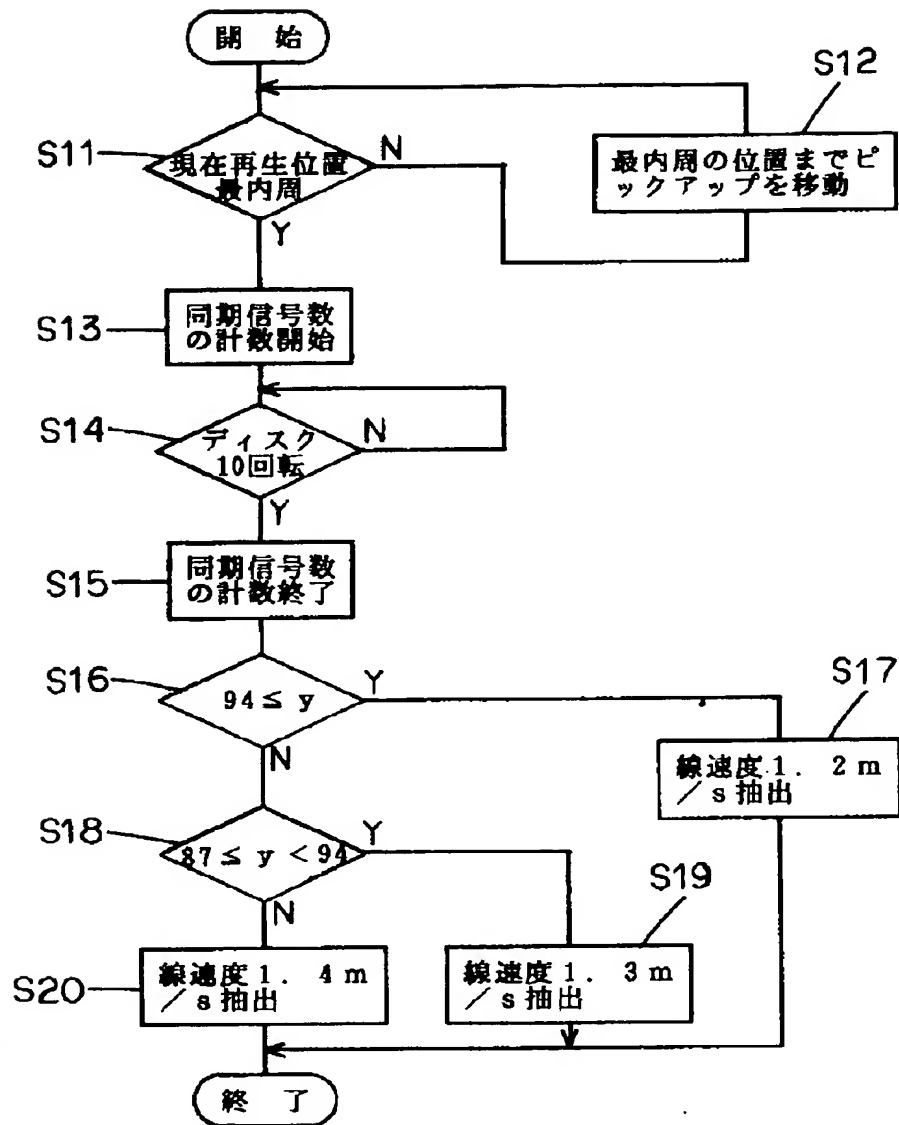 開 始
S12
S11
現在再生位置
最内周
N
最内周の位置までピ
ックアップを移動
Y
S13
同期信号数
の計数開始
S14
ディスク
10回転
N
Y
S15
同期信号数
の計数終了
S16
94≦y
Y
S17
N
線速度1.2m
/s抽出
S18
87≦y<94
Y
S19
N
S20
線速度1.4m
/s抽出
線速度1.3m
/s抽出
終 了